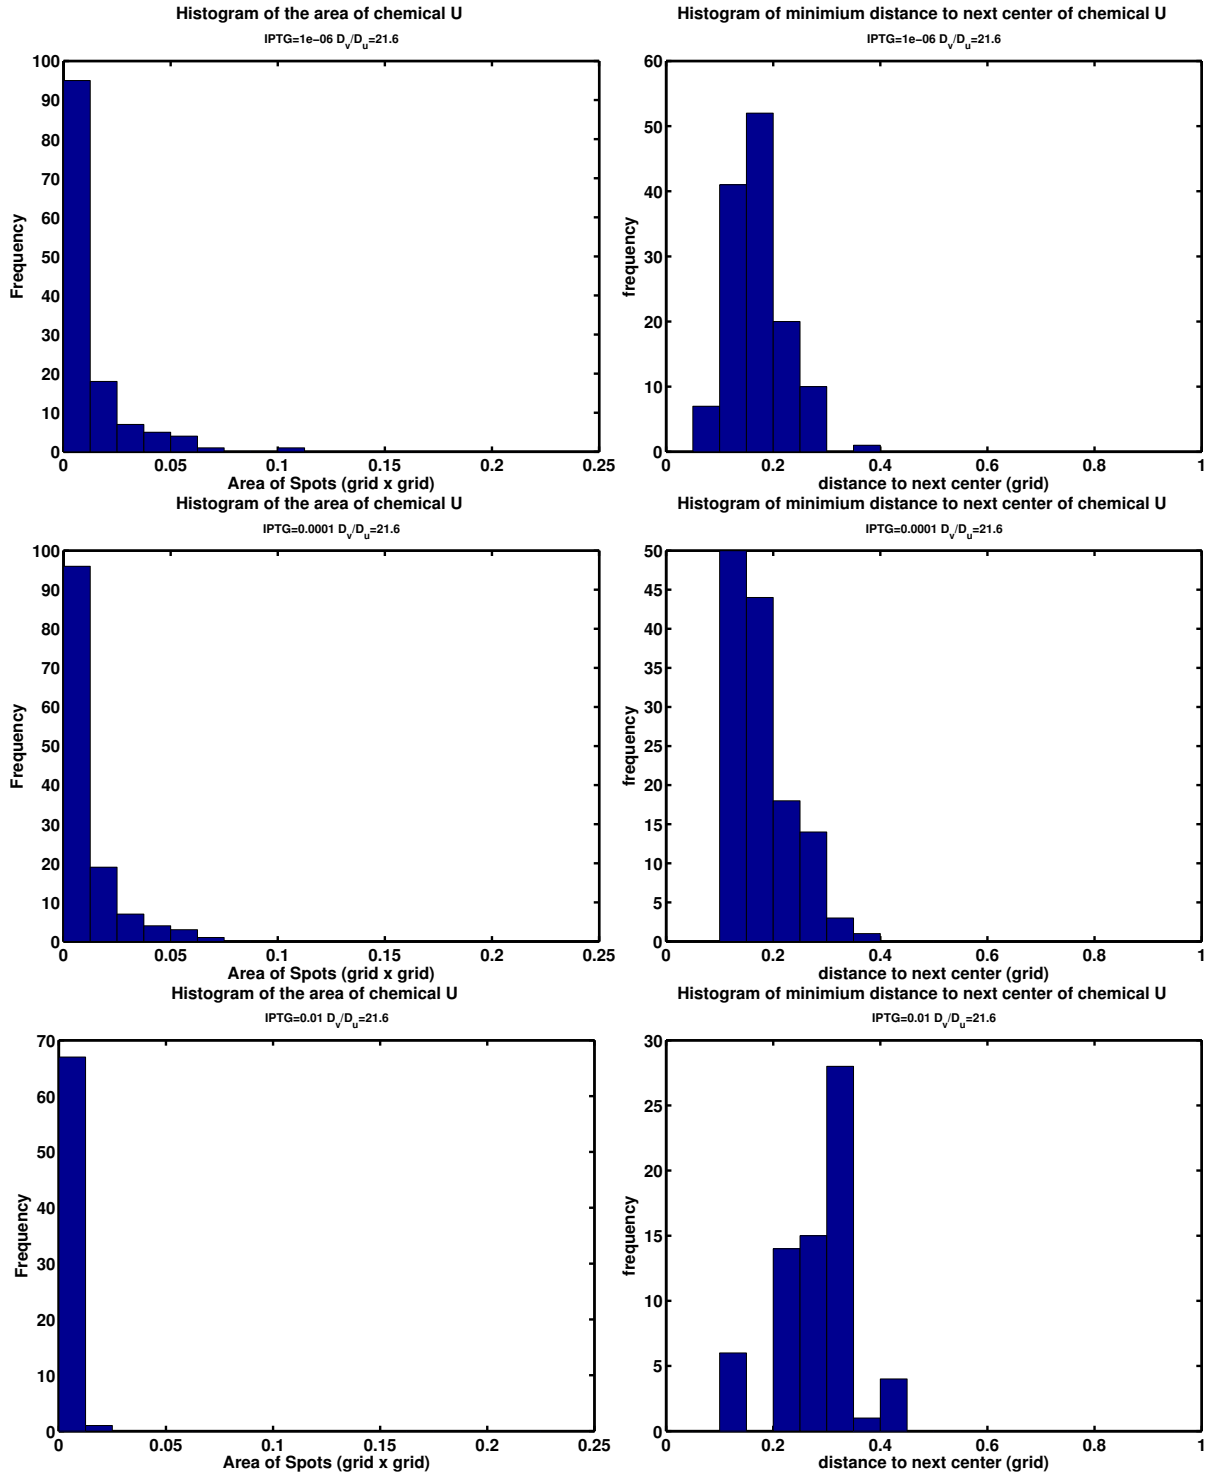 Histogram of the area of chemical U
IPTG=1e−06 D_v/D_u=21.6
100
90
80
70
60
50
40
30
20
10
0
Frequency
0 0.05 0.1 0.15 0.2 0.25
Area of Spots (grid x grid)
Histogram of minimium distance to next center of chemical U
IPTG=1e−06 D_v/D_u=21.6
60
50
40
30
20
10
0
frequency
0 0.2 0.4 0.6 0.8 1
distance to next center (grid)
Histogram of the area of chemical U
IPTG=0.0001 D_v/D_u=21.6
100
90
80
70
60
50
40
30
20
10
0
Frequency
0 0.05 0.1 0.15 0.2 0.25
Area of Spots (grid x grid)
Histogram of minimium distance to next center of chemical U
IPTG=0.0001 D_v/D_u=21.6
50
45
40
35
30
25
20
15
10
5
0
frequency
0 0.2 0.4 0.6 0.8 1
distance to next center (grid)
Histogram of the area of chemical U
IPTG=0.01 D_v/D_u=21.6
70
60
50
40
30
20
10
0
Frequency
0 0.05 0.1 0.15 0.2 0.25
Area of Spots (grid x grid)
Histogram of minimium distance to next center of chemical U
IPTG=0.01 D_v/D_u=21.6
30
25
20
15
10
5
0
frequency
0 0.2 0.4 0.6 0.8 1
distance to next center (grid)